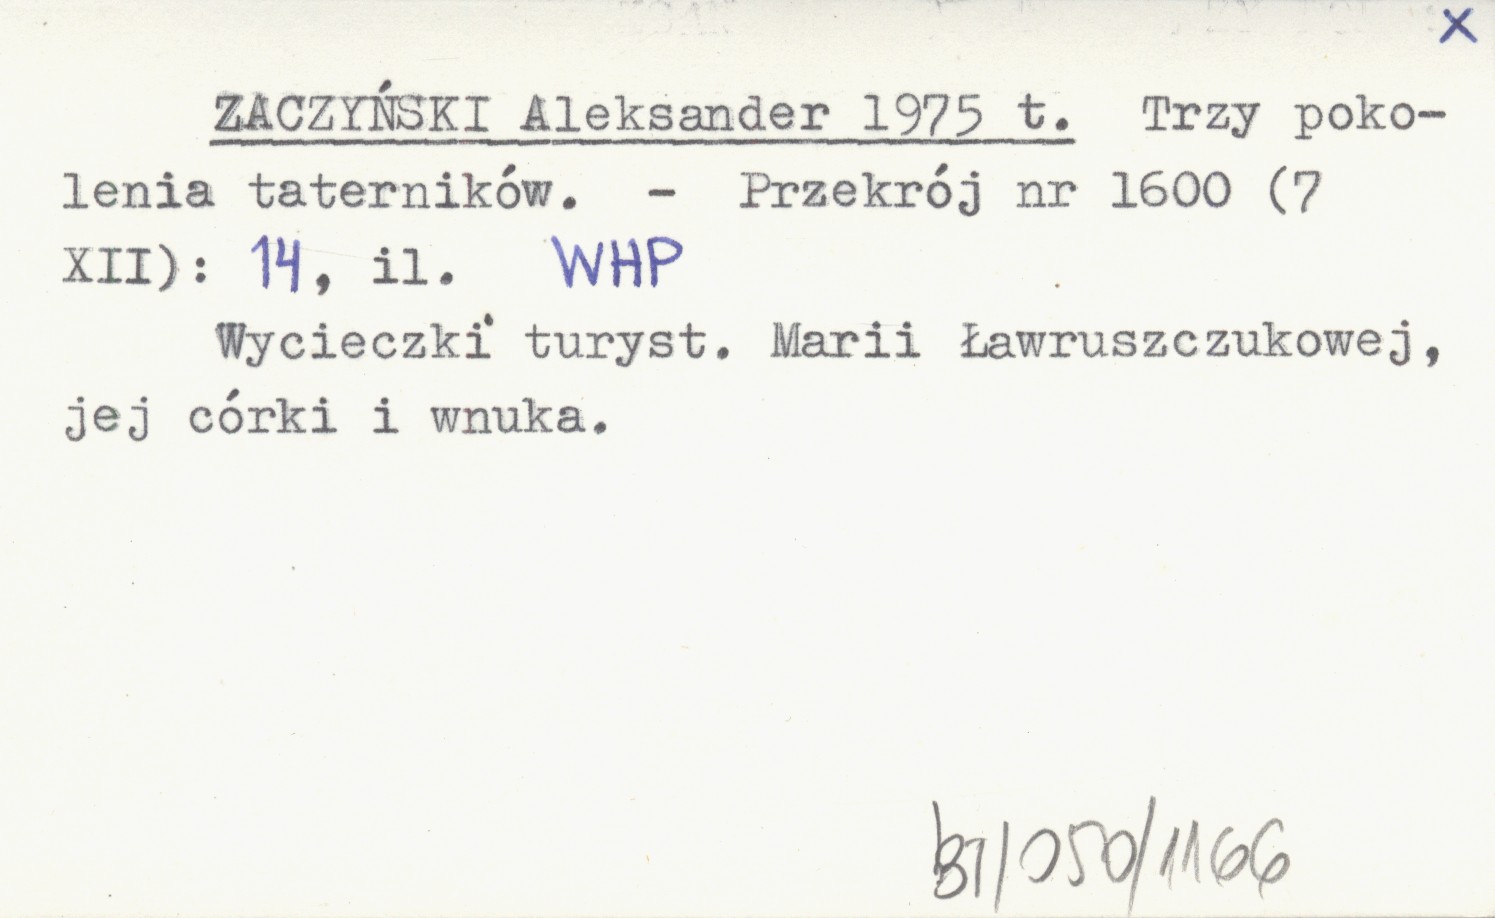 x
ZACZYŃSKI Aleksander 1975 t. Trzy poko-
lenia taterników. - Przekrój nr 1600 (7
XII): 14, il. WHP
Wycieczki turyst. Marii Ławruszczukowej,
jej córki i wnuka.
BT/050/1166